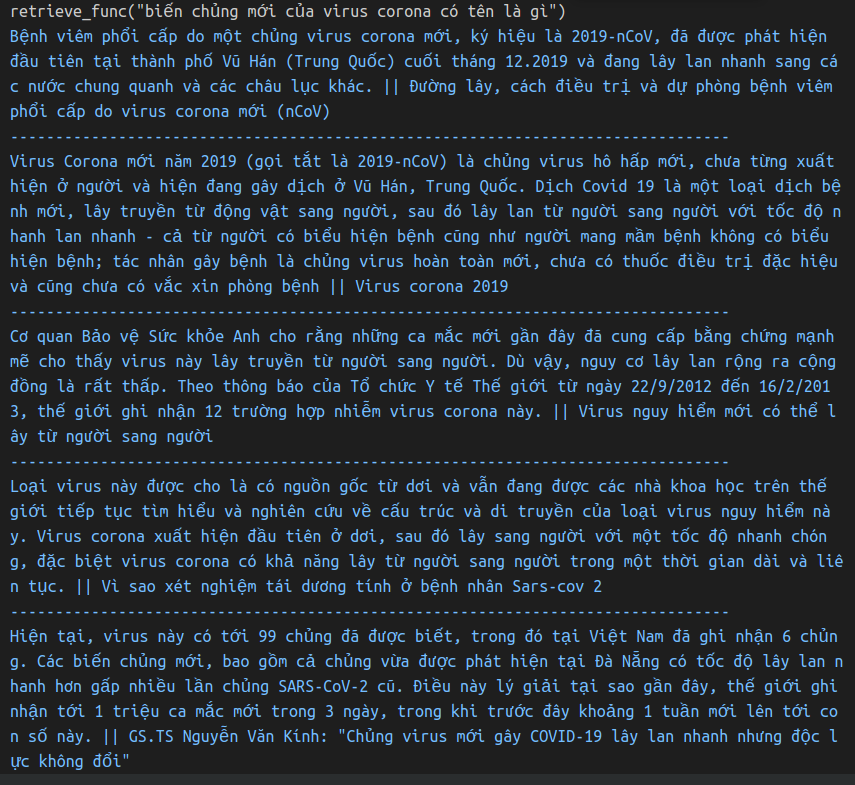 retrieve_func("biến chủng mới của virus corona có tên là gì")
Bệnh viêm phổi cấp do một chủng virus corona mới, ký hiệu là 2019-nCoV, đã được phát hiện
đầu tiên tại thành phố Vũ Hán (Trung Quốc) cuối tháng 12.2019 và đang lây lan nhanh sang cá
c nước chung quanh và các châu lục khác. || Đường lây, cách điều trị và dự phòng bệnh viêm
phổi cấp do virus corona mới (nCoV)
--------------------------------------------------------------------------------
Virus Corona mới năm 2019 (gọi tắt là 2019-nCoV) là chủng virus hô hấp mới, chưa từng xuất
hiện ở người và hiện đang gây dịch ở Vũ Hán, Trung Quốc. Dịch Covid 19 là một loại dịch bệ
nh mới, lây truyền từ động vật sang người, sau đó lây lan từ người sang người với tốc độ n
hanh lan nhanh - cả từ người có biểu hiện bệnh cũng như người mang mầm bệnh không có biểu
hiện bệnh; tác nhân gây bệnh là chủng virus hoàn toàn mới, chưa có thuốc điều trị đặc hiệu
và cũng chưa có vắc xin phòng bệnh || Virus corona 2019
--------------------------------------------------------------------------------
Cơ quan Bảo vệ Sức khỏe Anh cho rằng những ca mắc mới gần đây đã cung cấp bằng chứng mạnh
mẽ cho thấy virus này lây truyền từ người sang người. Dù vậy, nguy cơ lây lan rộng ra cộng
đồng là rất thấp. Theo thông báo của Tổ chức Y tế Thế giới từ ngày 22/9/2012 đến 16/2/201
3, thế giới ghi nhận 12 trường hợp nhiễm virus corona này. || Virus nguy hiểm mới có thể l
ây từ người sang người
--------------------------------------------------------------------------------
Loại virus này được cho là có nguồn gốc từ dơi và vẫn đang được các nhà khoa học trên thế
giới tiếp tục tìm hiểu và nghiên cứu về cấu trúc và di truyền của loại virus nguy hiểm nà
y. Virus corona xuất hiện đầu tiên ở dơi, sau đó lây sang người với một tốc độ nhanh chón
g, đặc biệt virus corona có khả năng lây từ người sang người trong một thời gian dài và liê
n tục. || Vì sao xét nghiệm tái dương tính ở bệnh nhân Sars-cov 2
--------------------------------------------------------------------------------
Hiện tại, virus này có tới 99 chủng đã được biết, trong đó tại Việt Nam đã ghi nhận 6 chủn
g. Các biến chủng mới, bao gồm cả chủng vừa được phát hiện tại Đà Nẵng có tốc độ lây lan n
hanh hơn gấp nhiều lần chủng SARS-CoV-2 cũ. Điều này lý giải tại sao gần đây, thế giới ghi
nhận tới 1 triệu ca mắc mới trong 3 ngày, trong khi trước đây khoảng 1 tuần mới lên tới co
n số này. || GS.TS Nguyễn Văn Kính: "Chủng virus mới gây COVID-19 lây lan nhanh nhưng độc l
ực không đổi"